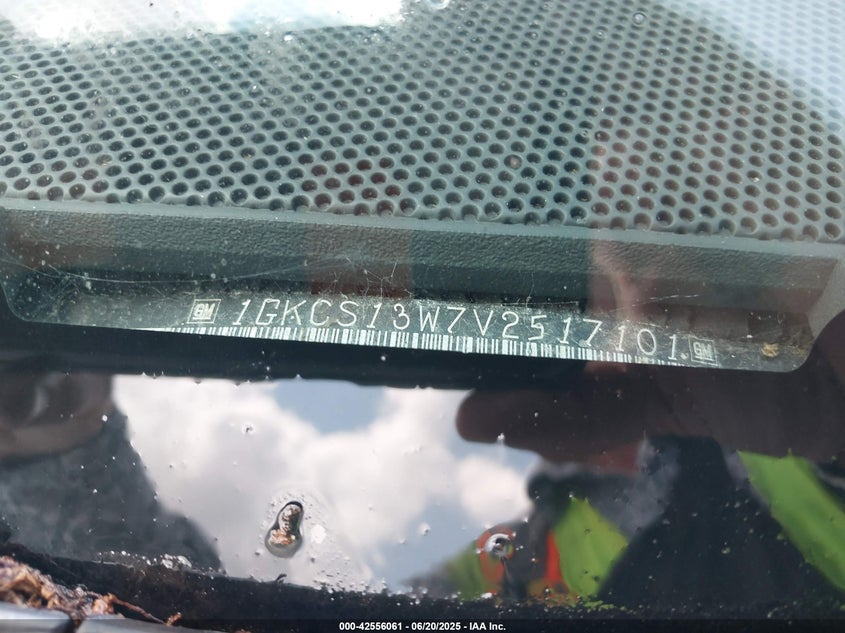 GM 1GKCS13W7V2517101 GM
000-42556061 - 06/20/2025 - IAA Inc.